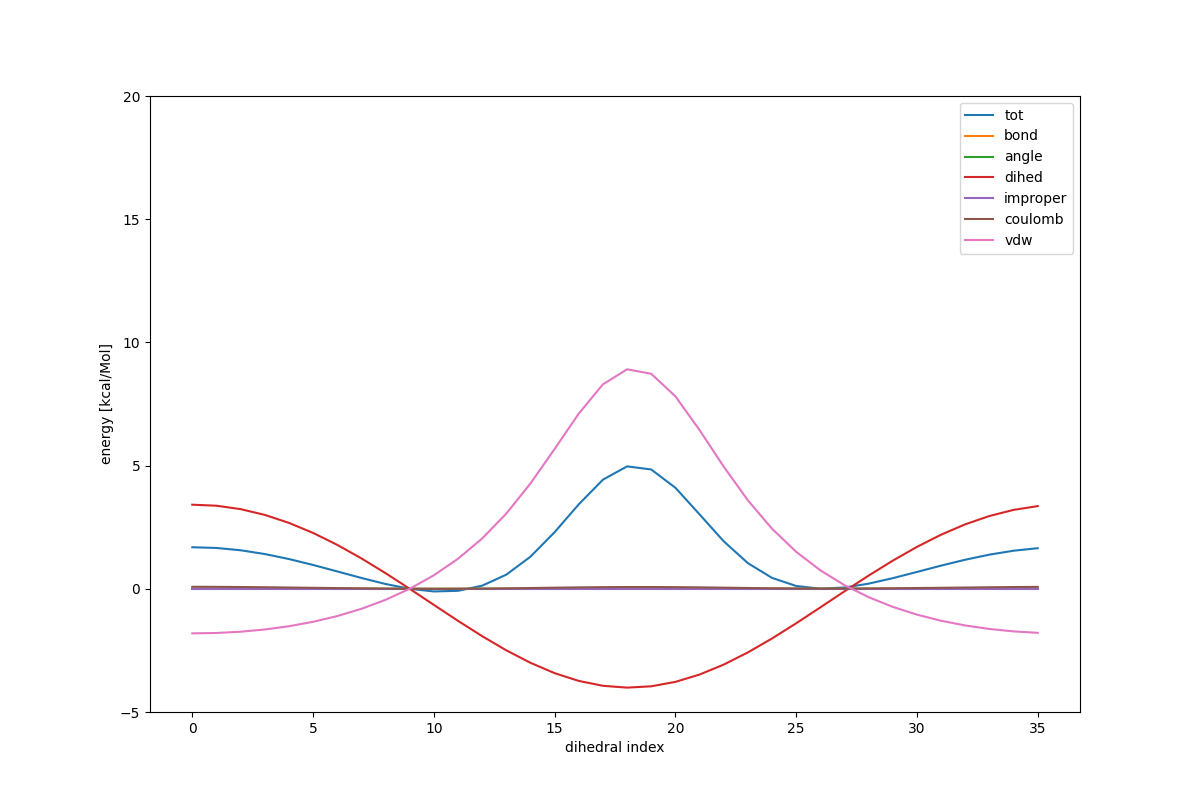 20
15
10
5
0
−5
energy [kcal/Mol]
tot
bond
angle
dihed
improper
coulomb
vdw
0 5 10 15 20 25 30 35
dihedral index